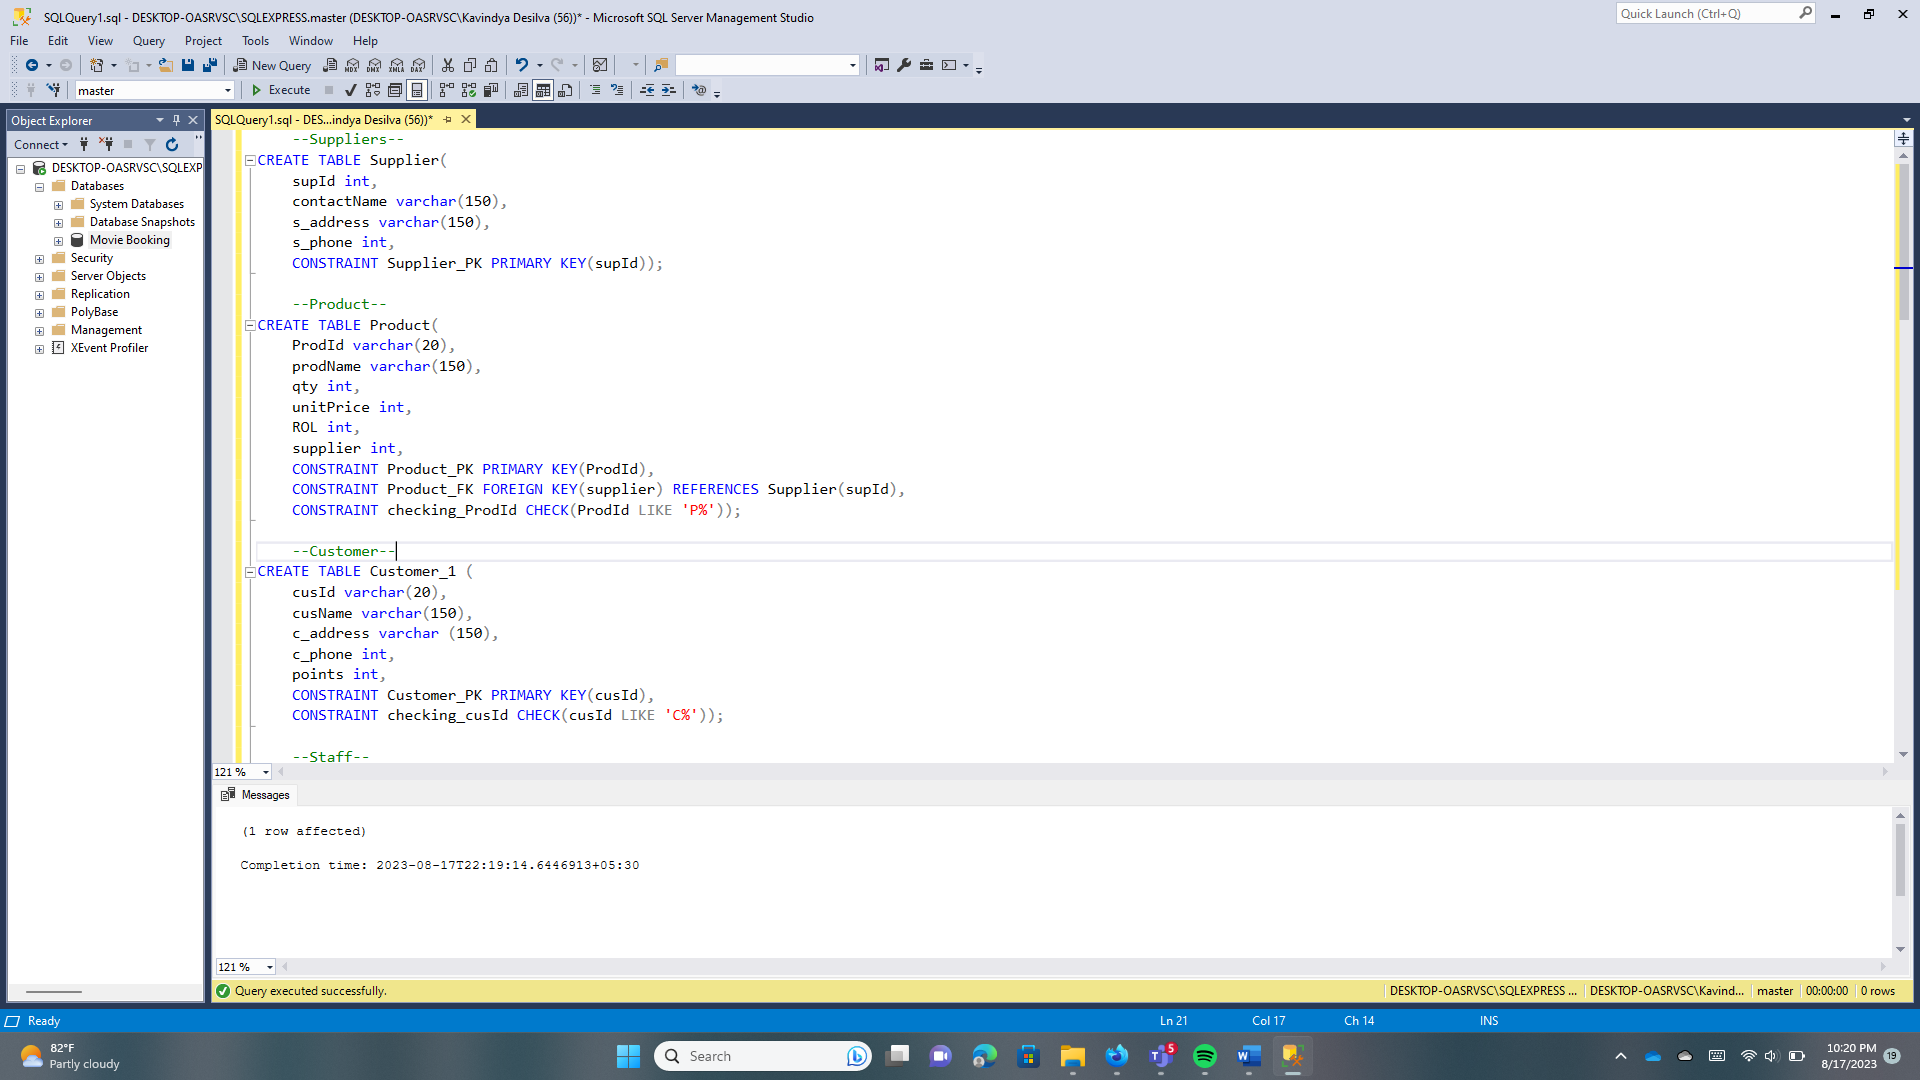 SQLQuery1.sql - DESKTOP-OASRVSC\SQLEXPRESS.master (DESKTOP-OASRVSC\Kavindya Desilva (56))* - Microsoft SQL Server Management Studio
Quick Launch (Ctrl+Q)
File Edit View Query Project Tools Window Help
New Query MDX DMX XMLA DAX
master Execute
Object Explorer
SQLQuery1.sql - DES...indya Desilva (56))*
Connect
DESKTOP-OASRVSC\SQLEXP
Databases
System Databases
Database Snapshots
Movie Booking
Security
Server Objects
Replication
PolyBase
Management
XEvent Profiler
--Suppliers--
CREATE TABLE Supplier(
supId int,
contactName varchar(150),
s_address varchar(150),
s_phone int,
CONSTRAINT Supplier_PK PRIMARY KEY(supId));
--Product--
CREATE TABLE Product(
ProdId varchar(20),
prodName varchar(150),
qty int,
unitPrice int,
ROL int,
supplier int,
CONSTRAINT Product_PK PRIMARY KEY(ProdId),
CONSTRAINT Product_FK FOREIGN KEY(supplier) REFERENCES Supplier(supId),
CONSTRAINT checking_ProdId CHECK(ProdId LIKE 'P%'));
--Customer--
CREATE TABLE Customer_1 (
cusId varchar(20),
cusName varchar(150),
c_address varchar (150),
c_phone int,
points int,
CONSTRAINT Customer_PK PRIMARY KEY(cusId),
CONSTRAINT checking_cusId CHECK(cusId LIKE 'C%'));
--Staff--
121 %
Messages
(1 row affected)
Completion time: 2023-08-17T22:19:14.6446913+05:30
121 %
Query executed successfully.
DESKTOP-OASRVSC\SQLEXPRESS ... DESKTOP-OASRVSC\Kavind... master 00:00:00 0 rows
Ready Ln 21 Col 17 Ch 14 INS
82°F
Partly cloudy
Search
5
10:20 PM
8/17/2023
19